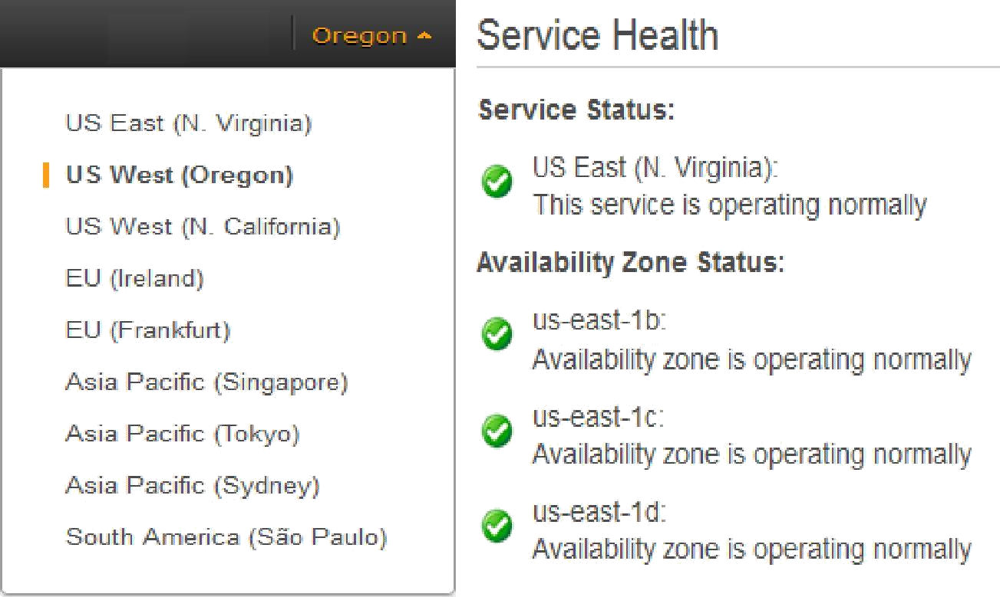 Oregon
US East (N. Virginia)
US West (Oregon)
US West (N. California)
EU (Ireland)
EU (Frankfurt)
Asia Pacific (Singapore)
Asia Pacific (Tokyo)
Asia Pacific (Sydney)
South America (São Paulo)
Service Health
Service Status:
US East (N. Virginia):
This service is operating normally
Availability Zone Status:
us-east-1b:
Availability zone is operating normally
us-east-1c:
Availability zone is operating normally
us-east-1d:
Availability zone is operating normally